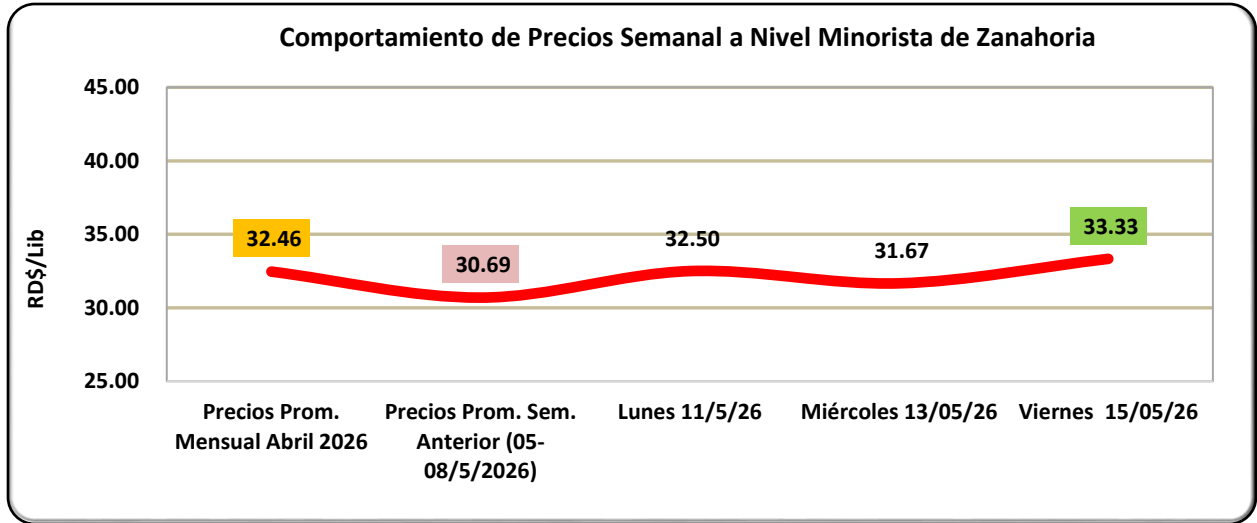 Comportamiento de Precios Semanal a Nivel Minorista de Zanahoria
RD$/Lib
45.00
40.00
35.00
30.00
25.00
32.46
30.69
32.50
31.67
33.33
Precios Prom.
Mensual Abril 2026
Precios Prom. Sem.
Anterior (05-
08/5/2026)
Lunes 11/5/26
Miércoles 13/05/26
Viernes 15/05/26